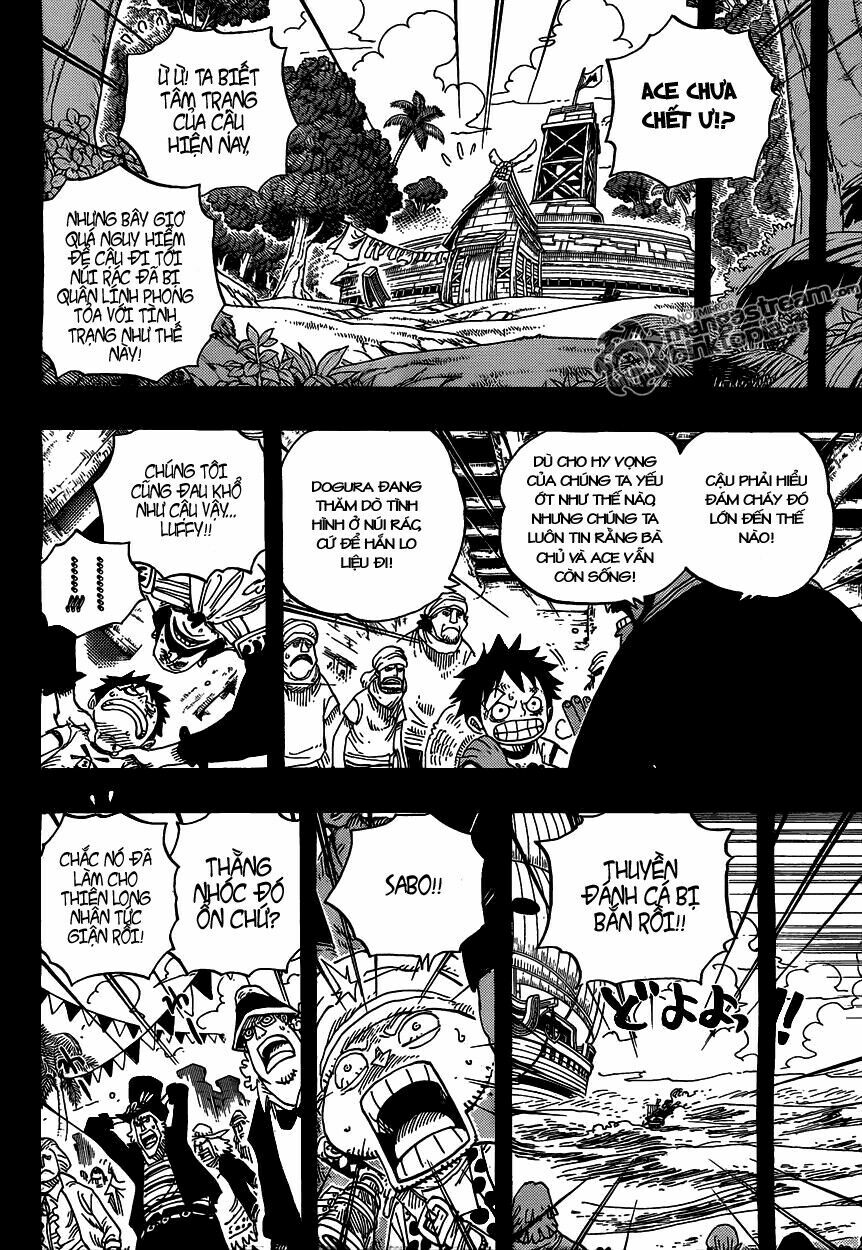 ACE CHƯA
CHẾT Ư!?
Ừ Ừ! TA BIẾT
TÂM TRẠNG
CỦA CẬU
HIỆN NAY,
NHƯNG BÂY GIỜ
QUÁ NGUY HIỂM
ĐỂ CẬU ĐI TỚI
NÚI RÁC ĐÃ BỊ
QUÂN LÍNH PHONG
TỎA VỚI TÌNH
TRẠNG NHƯ THẾ
NÀY!
mangastream.com
CẬU PHẢI HIỂU
ĐÁM CHÁY ĐÓ
LỚN ĐẾN THẾ
NÀO!
DÙ CHO HY VỌNG
CỦA CHÚNG TA YẾU
ỚT NHƯ THẾ NÀO,
NHƯNG CHÚNG TA
LUÔN TIN RẰNG BÀ
CHỦ VÀ ACE VẪN
CÒN SỐNG!
DOGURA ĐANG
THĂM DÒ TÌNH
HÌNH Ở NÚI RÁC,
CỨ ĐỂ HẮN LO
LIỆU ĐI!
CHÚNG TÔI
CŨNG ĐAU KHỔ
NHƯ CẬU VẬY...
LUFFY!!
THUYỀN
ĐÁNH CÁ BỊ
BẮN RỒI!!
どよよっ!!
SABO!!
THẰNG
NHÓC ĐÓ
ỔN CHỨ?
CHẮC NÓ ĐÃ
LÀM CHO
THIÊN LONG
NHÂN TỨC
GIẬN RỒI!